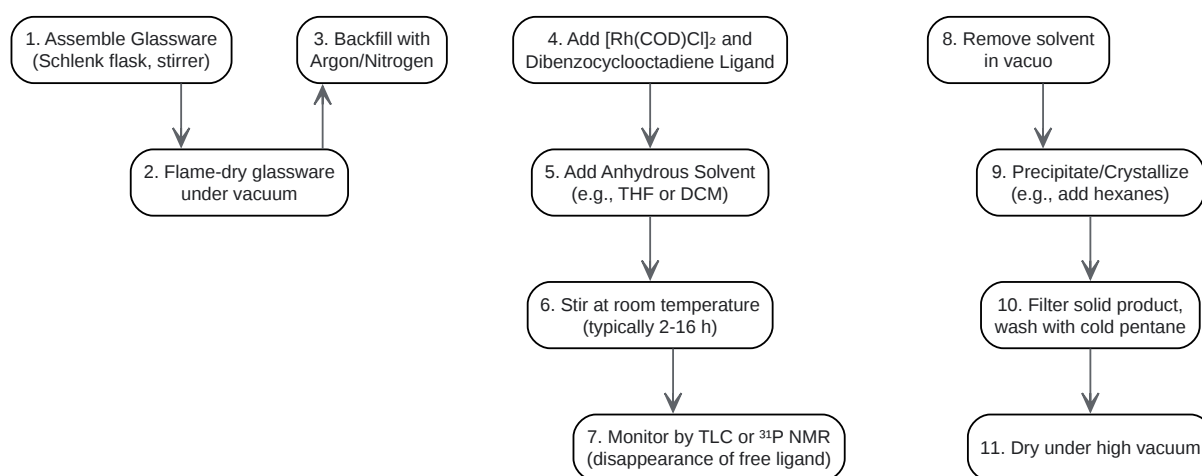 1. Assemble Glassware
(Schlenk flask, stirrer)
2. Flame-dry glassware
under vacuum
3. Backfill with
Argon/Nitrogen
4. Add [Rh(COD)Cl]₂ and
Dibenzocyclooctadiene Ligand
5. Add Anhydrous Solvent
(e.g., THF or DCM)
6. Stir at room temperature
(typically 2-16 h)
7. Monitor by TLC or ³¹P NMR
(disappearance of free ligand)
8. Remove solvent
in vacuo
9. Precipitate/Crystallize
(e.g., add hexanes)
10. Filter solid product,
wash with cold pentane
11. Dry under high vacuum